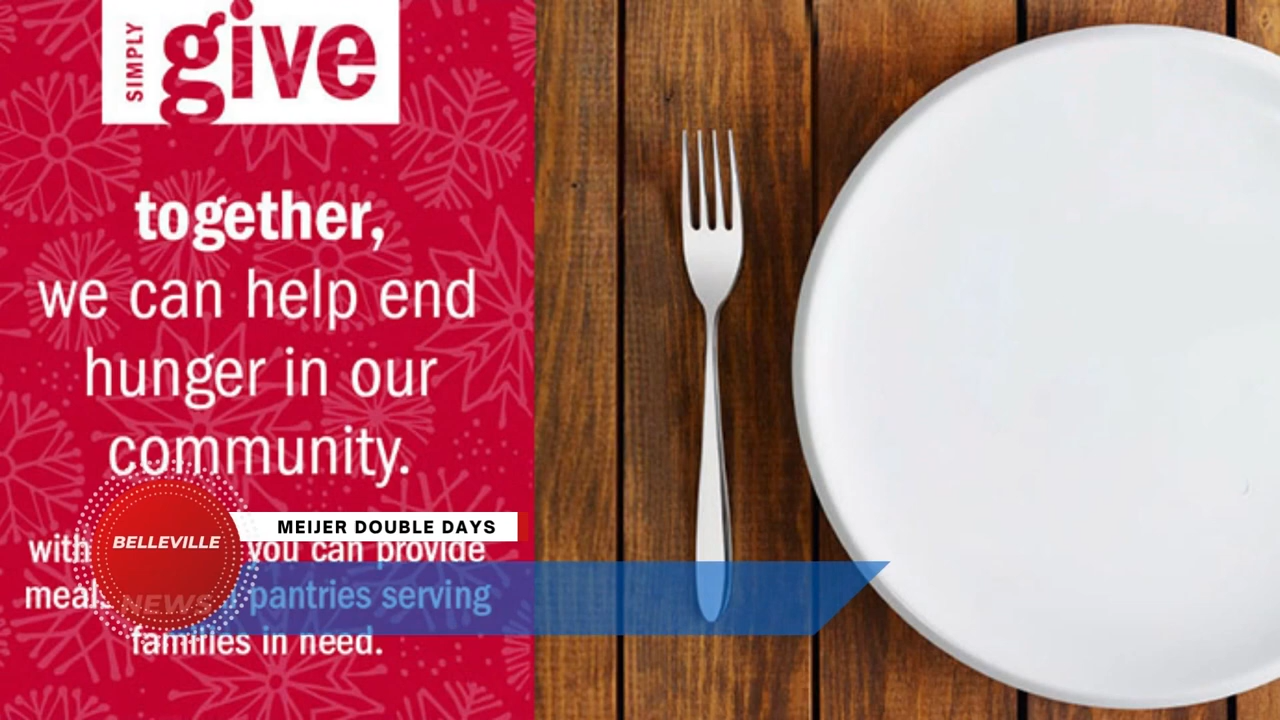 SIMPLY
give
together,
we can help end
hunger in our
community.
MEIJER DOUBLE DAYS
BELLEVILLE
with you can provide
NEWS pantries serving
families in need.